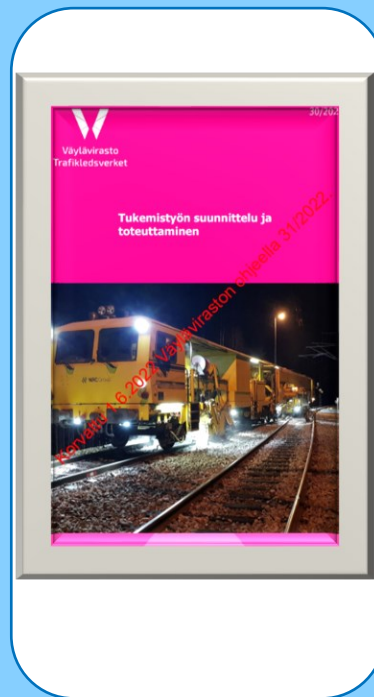 30/202
Väylävirasto
Trafikledsverket
Tukemistyön suunnittelu ja
toteuttaminen
Korvattu 1.6.2022 Väyläviraston ohjeella 31/2022.